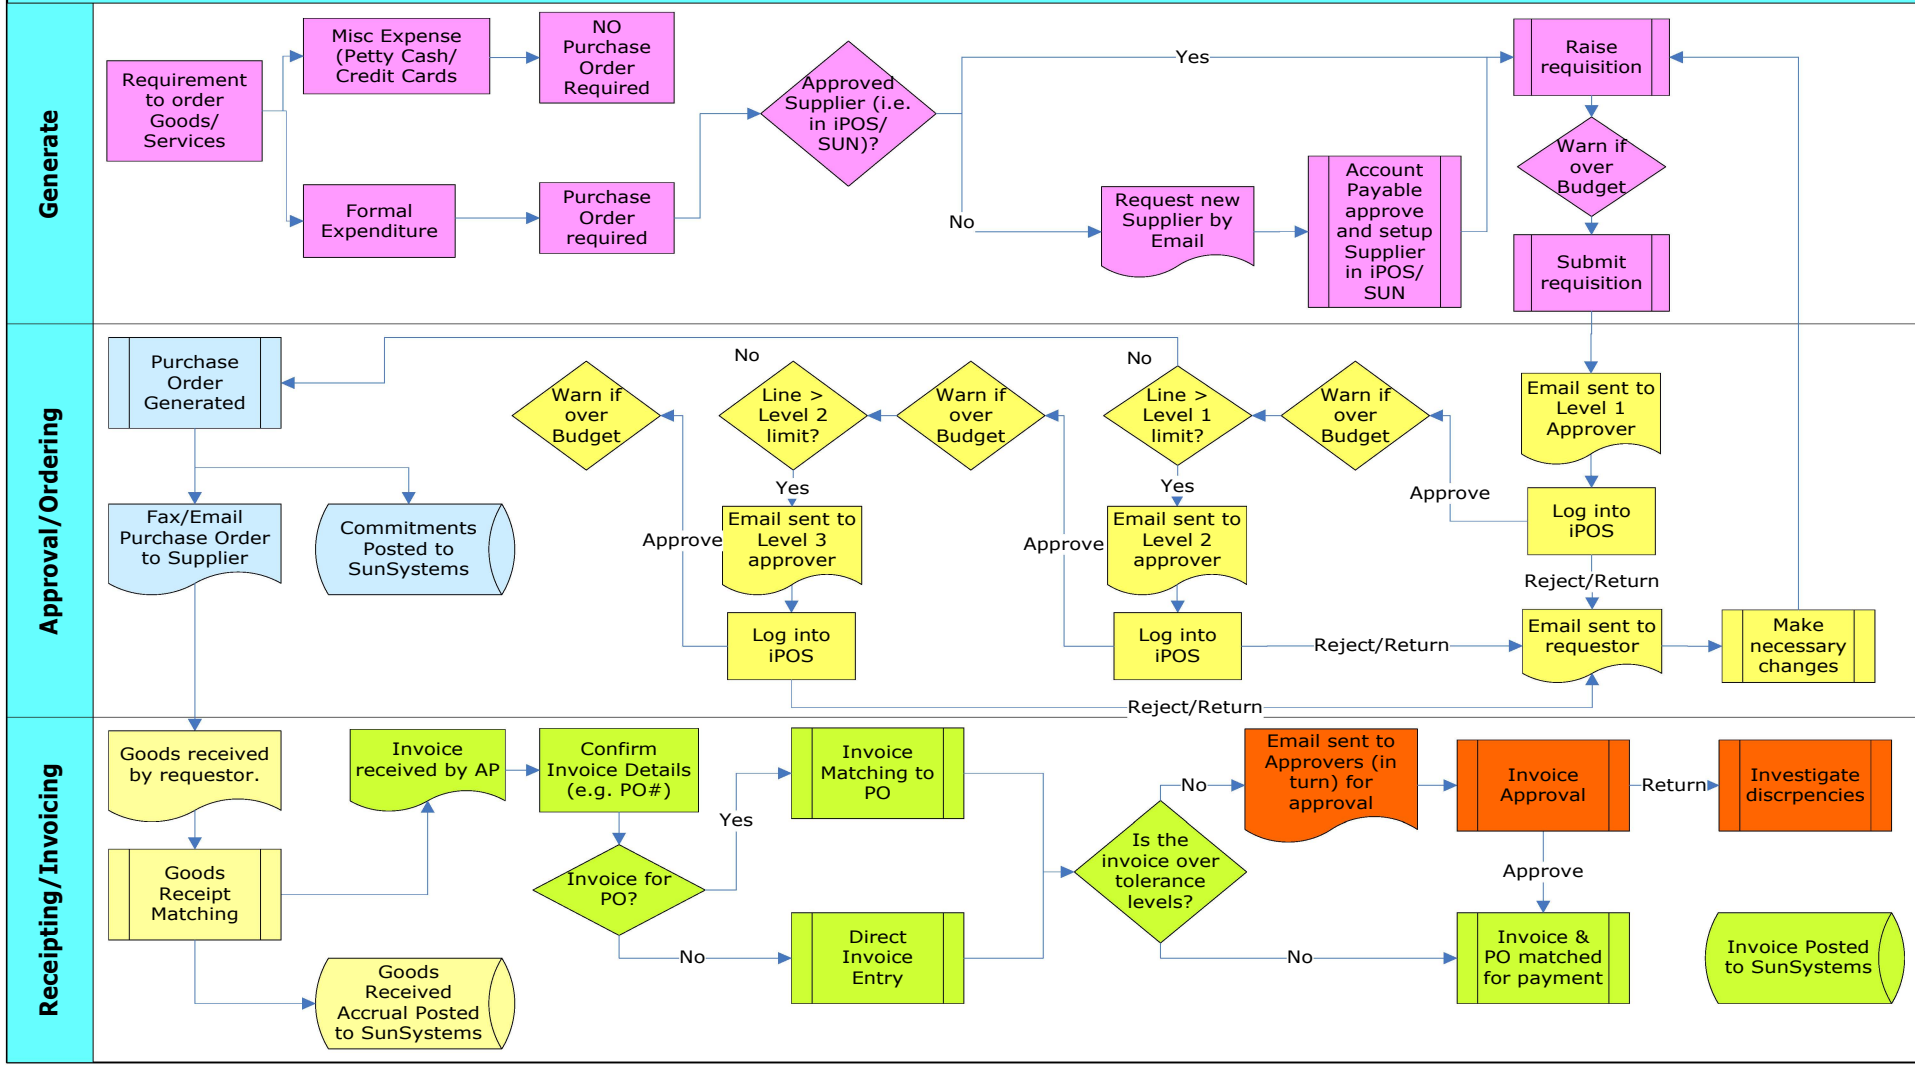 Generate
Requirement
to order
Goods/
Services
Misc Expense
(Petty Cash/
Credit Cards
NO
Purchase
Order
Required
Formal
Expenditure
Purchase
Order
required
Approved
Supplier (i.e.
in iPOS/
SUN)?
Yes
No
Request new
Supplier by
Email
Account
Payable
approve
and setup
Supplier
in iPOS/
SUN
Raise
requisition
Warn if
over
Budget
Submit
requisition
Approval/Ordering
Purchase
Order
Generated
Fax/Email
Purchase Order
to Supplier
Commitments
Posted to
SunSystems
Warn if
over
Budget
No
Line >
Level 2
limit?
Yes
Email sent to
Level 3
approver
Approve
Log into
iPOS
Warn if
over
Budget
No
Line >
Level 1
limit?
Yes
Email sent to
Level 2
approver
Approve
Log into
iPOS
Warn if
over
Budget
Email sent to
Level 1
Approver
Approve
Log into
iPOS
Reject/Return
Reject/Return
Email sent to
requestor
Make
necessary
changes
Reject/Return
Receipting/Invoicing
Goods received
by requestor.
Goods
Receipt
Matching
Goods
Received
Accrual Posted
to SunSystems
Invoice
received by AP
Confirm
Invoice Details
(e.g. PO#)
Invoice for
PO?
Yes
No
Invoice
Matching to
PO
Direct
Invoice
Entry
Is the
invoice over
tolerance
levels?
No
No
Email sent to
Approvers (in
turn) for
approval
Invoice
Approval
Return
Investigate
discrpencies
Approve
Invoice &
PO matched
for payment
Invoice Posted
to SunSystems